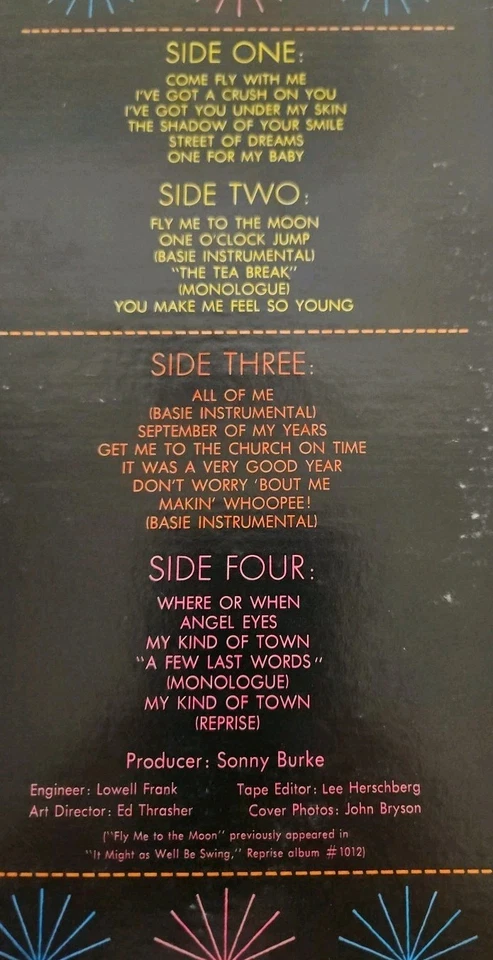 SIDE ONE:
COME FLY WITH ME
I'VE GOT A CRUSH ON YOU
I'VE GOT YOU UNDER MY SKIN
THE SHADOW OF YOUR SMILE
STREET OF DREAMS
ONE FOR MY BABY
SIDE TWO:
FLY ME TO THE MOON
ONE O'CLOCK JUMP
(BASIE INSTRUMENTAL)
"THE TEA BREAK"
(MONOLOGUE)
YOU MAKE ME FEEL SO YOUNG
SIDE THREE:
ALL OF ME
(BASIE INSTRUMENTAL)
SEPTEMBER OF MY YEARS
GET ME TO THE CHURCH ON TIME
IT WAS A VERY GOOD YEAR
DON'T WORRY 'BOUT ME
MAKIN' WHOOPEE!
(BASIE INSTRUMENTAL)
SIDE FOUR:
WHERE OR WHEN
ANGEL EYES
MY KIND OF TOWN
"A FEW LAST WORDS"
(MONOLOGUE)
MY KIND OF TOWN
(REPRISE)
Producer: Sonny Burke
Engineer: Lowell Frank Tape Editor: Lee Herschberg
Art Director: Ed Thrasher Cover Photos: John Bryson
("Fly Me to the Moon" previously appeared in
"It Might as Well Be Swing," Reprise album #1012)